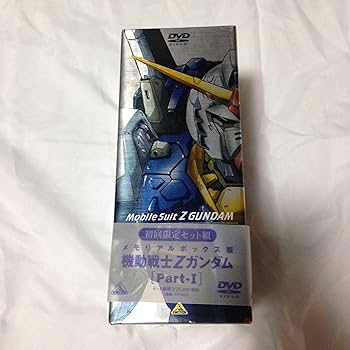 DVD
VIDEO
Mobile Suit Z GUNDAM
初回限定セット組
メモリアルボックス版
機動戦士Zガンダム
[Part-I]
DVD
VIDEO